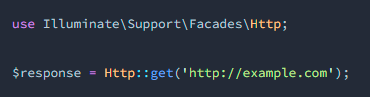 use Illuminate\Support\Facades\Http;
$response = Http::get('http://example.com');